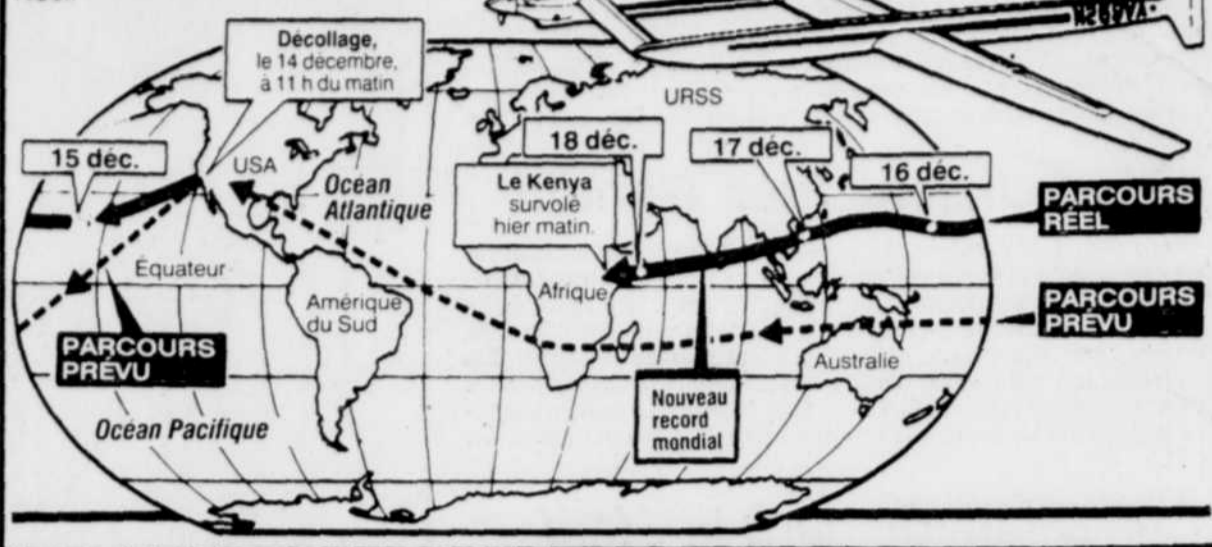 Décollage,
le 14 décembre,
à 11 h du matin
URSS
15 déc.
USA
18 déc.
17 déc.
16 déc.
Océan
Atlantique
Le Kenya
survolé
hier matin.
PARCOURS
RÉEL
Équateur
Afrique
Amérique
du Sud
PARCOURS
PRÉVU
PARCOURS
PRÉVU
Australie
Nouveau
record
mondial
Océan Pacifique